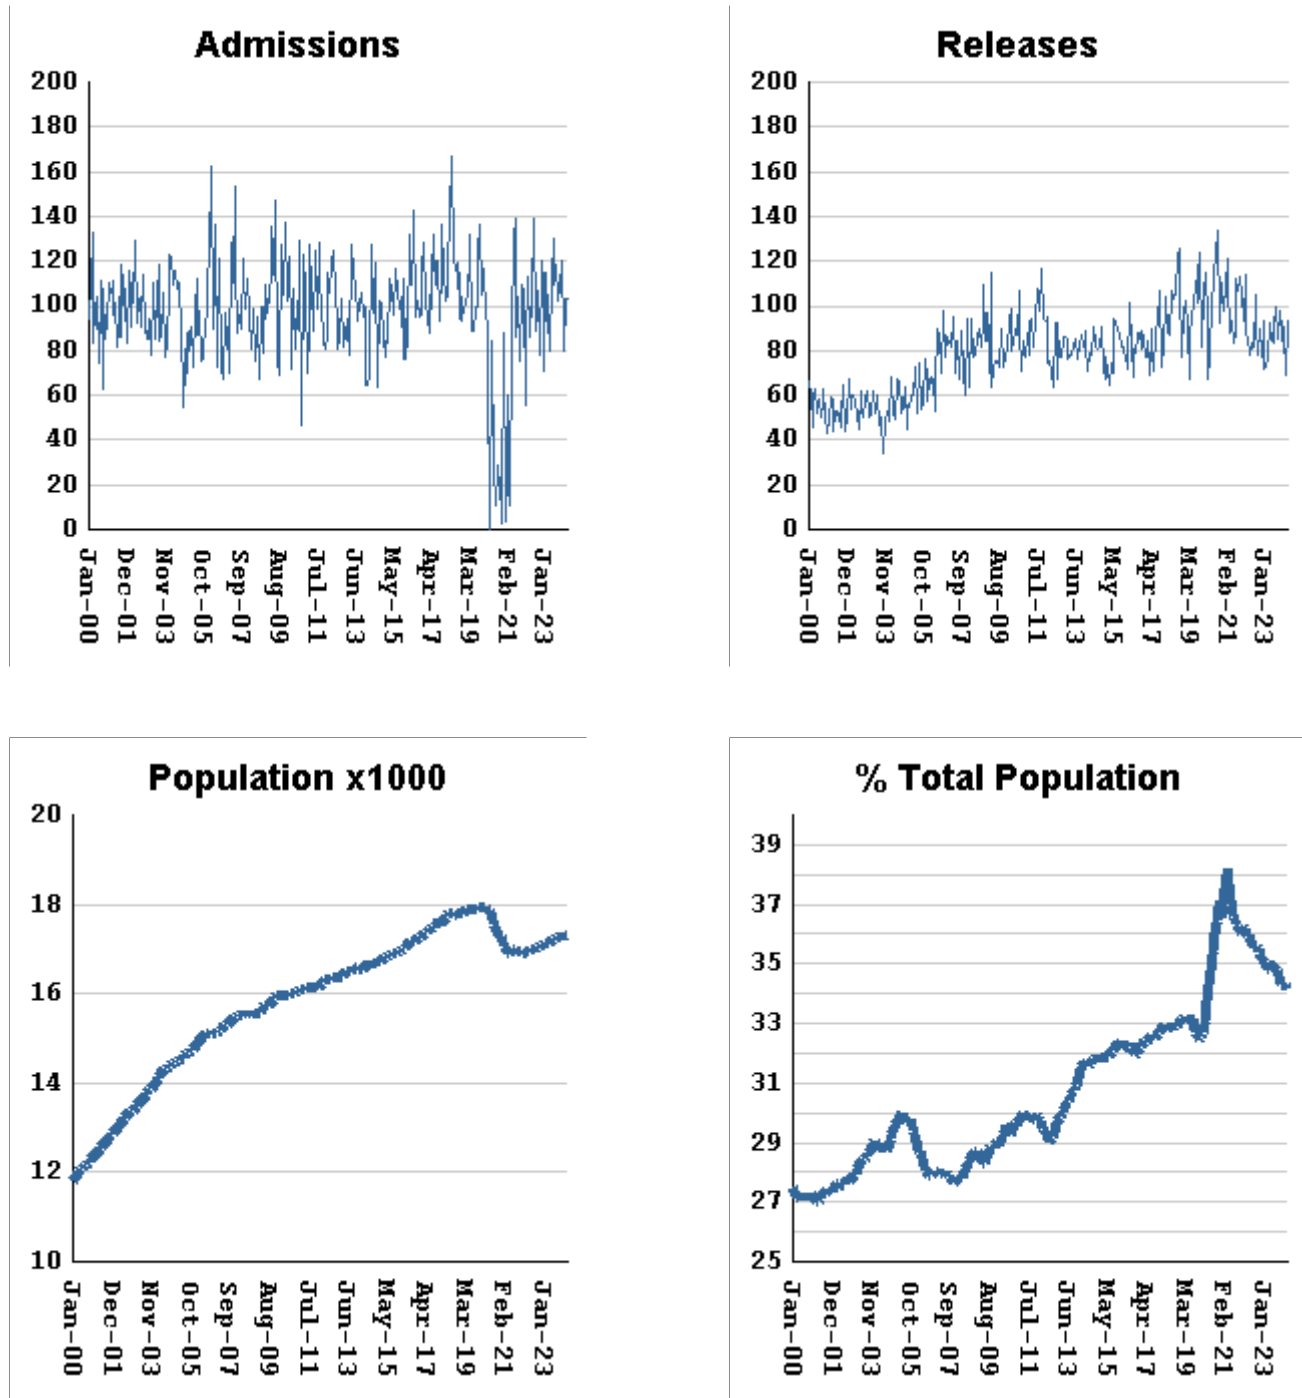 Admissions
200
180
160
140
120
100
80
60
40
20
0
Jan-00
Dec-01
Nov-03
Oct-05
Sep-07
Aug-09
Jul-11
Jun-13
May-15
Apr-17
Mar-19
Feb-21
Jan-23
Releases
200
180
160
140
120
100
80
60
40
20
0
Jan-00
Dec-01
Nov-03
Oct-05
Sep-07
Aug-09
Jul-11
Jun-13
May-15
Apr-17
Mar-19
Feb-21
Jan-23
Population x1000
20
18
16
14
12
10
Jan-00
Dec-01
Nov-03
Oct-05
Sep-07
Aug-09
Jul-11
Jun-13
May-15
Apr-17
Mar-19
Feb-21
Jan-23
% Total Population
39
37
35
33
31
29
27
25
Jan-00
Dec-01
Nov-03
Oct-05
Sep-07
Aug-09
Jul-11
Jun-13
May-15
Apr-17
Mar-19
Feb-21
Jan-23